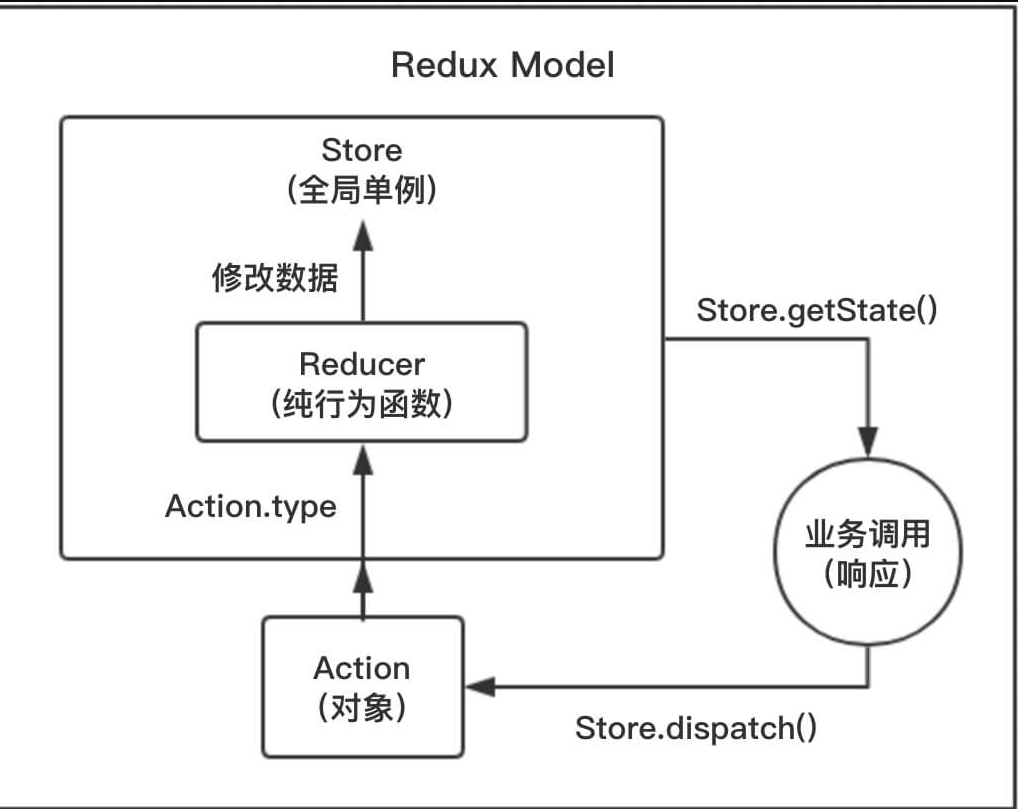 Redux Model
Store
(全局单例)
修改数据
Store.getState()
Reducer
(纯行为函数)
Action.type
业务调用
(响应)
Action
(对象)
Store.dispatch()